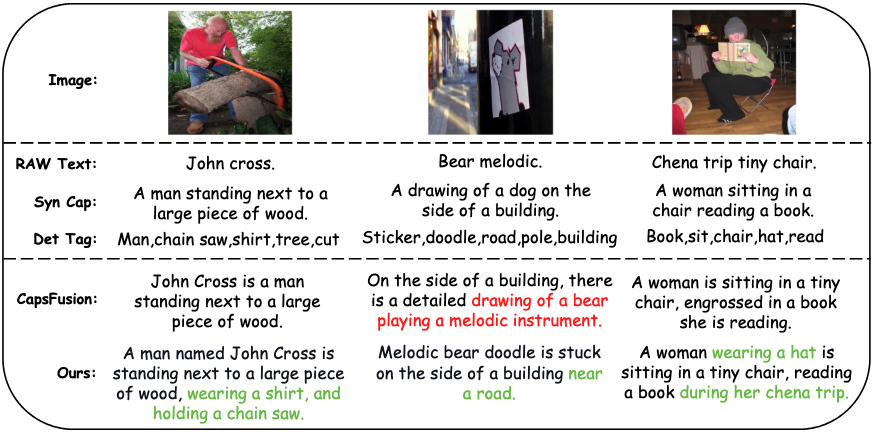 Image:
RAW Text:
John cross.
Bear melodic.
Chena trip tiny chair.
Syn Cap:
A man standing next to a
large piece of wood.
A drawing of a dog on the
side of a building.
A woman sitting in a
chair reading a book.
Det Tag:
Man,chain saw,shirt,tree,cut
Sticker,doodle,road,pole,building
Book,sit,chair,hat,read
CapsFusion:
John Cross is a man
standing next to a large
piece of wood.
On the side of a building, there
is a detailed drawing of a bear
playing a melodic instrument.
A woman is sitting in a tiny
chair, engrossed in a book
she is reading.
Ours:
A man named John Cross is
standing next to a large piece
of wood, wearing a shirt, and
holding a chain saw.
Melodic bear doodle is stuck
on the side of a building near
a road.
A woman wearing a hat is
sitting in a tiny chair, reading
a book during her chena trip.